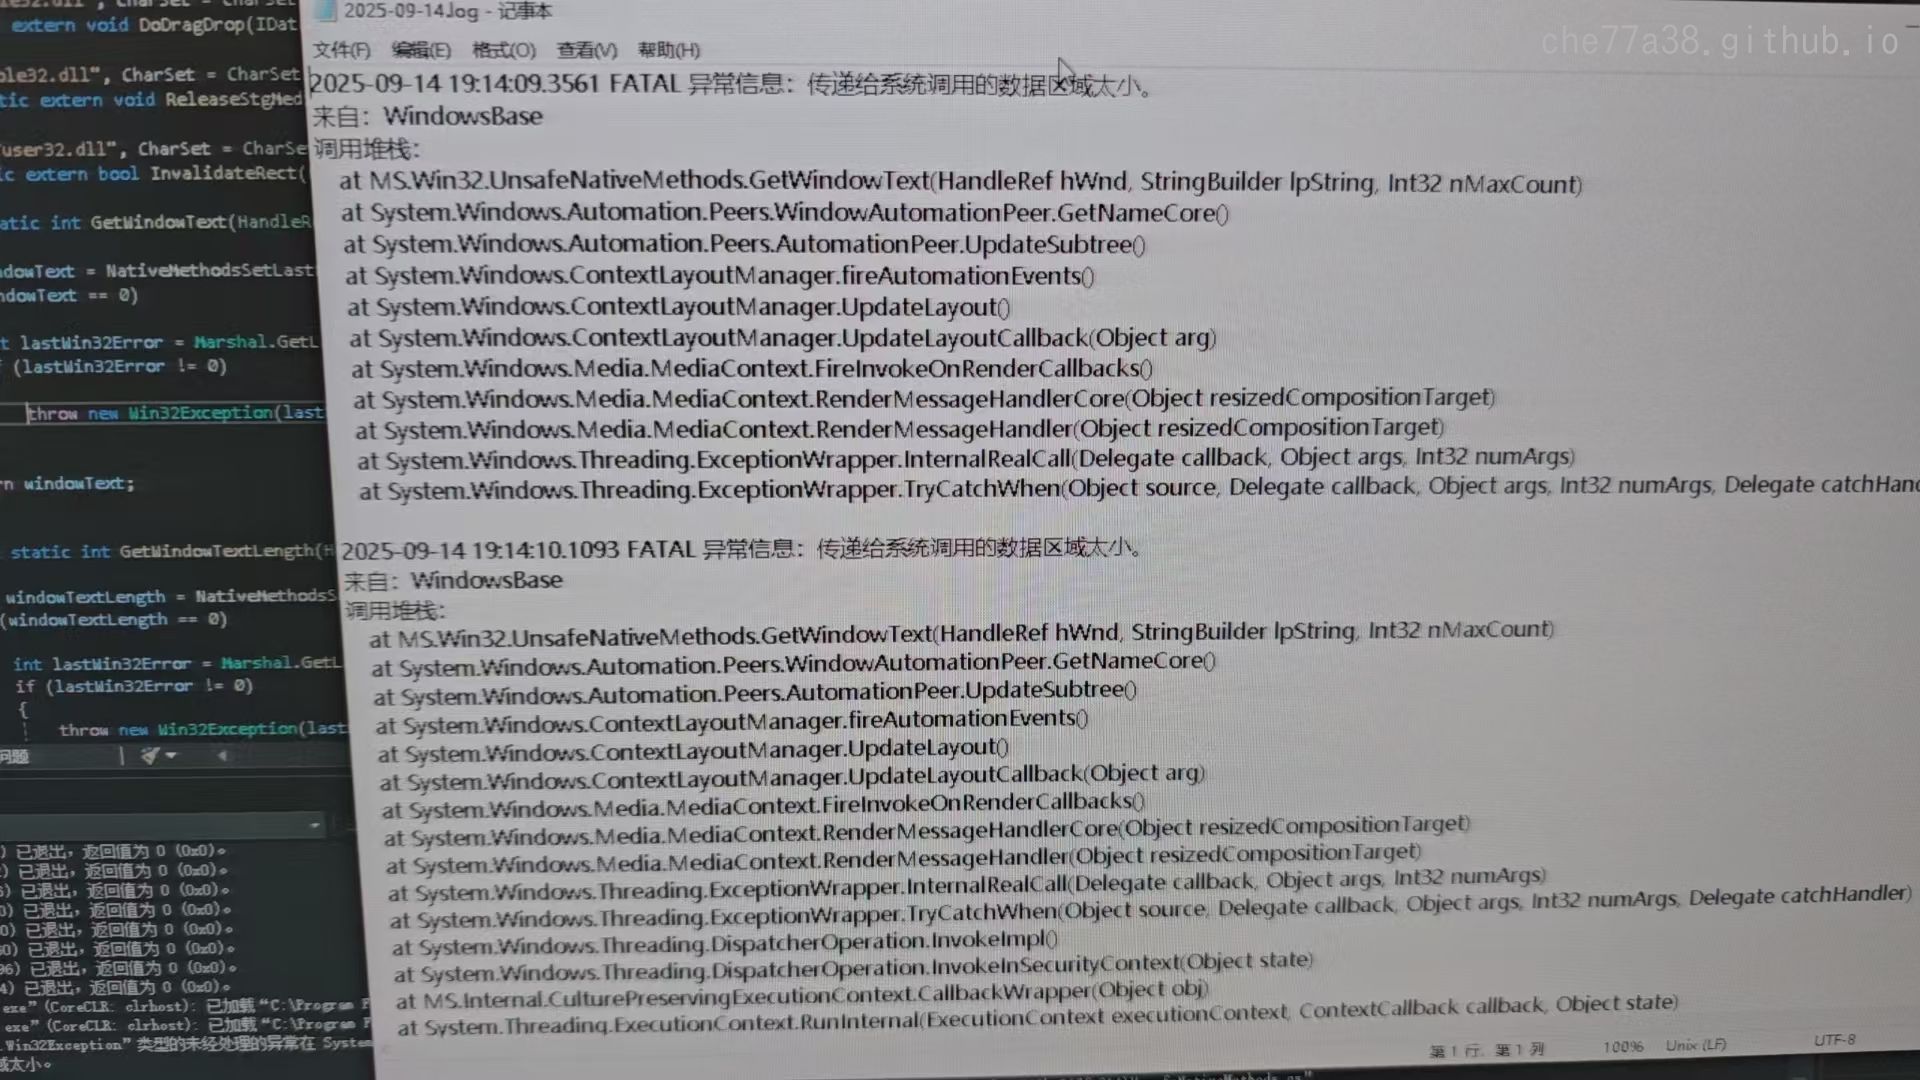 che77a38.github.io
2025-09-14.log - 记事本
文件(F) 编辑(E) 格式(O) 查看(V) 帮助(H)
2025-09-14 19:14:09.3561 FATAL 异常信息：传递给系统调用的数据区域太小。
来自：WindowsBase
调用堆栈：
at MS.Win32.UnsafeNativeMethods.GetWindowText(HandleRef hWnd, StringBuilder lpString, Int32 nMaxCount)
at System.Windows.Automation.Peers.WindowAutomationPeer.GetNameCore()
at System.Windows.Automation.Peers.AutomationPeer.UpdateSubtree()
at System.Windows.ContextLayoutManager.fireAutomationEvents()
at System.Windows.ContextLayoutManager.UpdateLayout()
at System.Windows.ContextLayoutManager.UpdateLayoutCallback(Object arg)
at System.Windows.Media.MediaContext.FireInvokeOnRenderCallbacks()
at System.Windows.Media.MediaContext.RenderMessageHandlerCore(Object resizedCompositionTarget)
at System.Windows.Media.MediaContext.RenderMessageHandler(Object resizedCompositionTarget)
at System.Windows.Threading.ExceptionWrapper.InternalRealCall(Delegate callback, Object args, Int32 numArgs)
at System.Windows.Threading.ExceptionWrapper.TryCatchWhen(Object source, Delegate callback, Object args, Int32 numArgs, Delegate catchHan
2025-09-14 19:14:10.1093 FATAL 异常信息：传递给系统调用的数据区域太小。
来自：WindowsBase
调用堆栈：
at MS.Win32.UnsafeNativeMethods.GetWindowText(HandleRef hWnd, StringBuilder lpString, Int32 nMaxCount)
at System.Windows.Automation.Peers.WindowAutomationPeer.GetNameCore()
at System.Windows.Automation.Peers.AutomationPeer.UpdateSubtree()
at System.Windows.ContextLayoutManager.fireAutomationEvents()
at System.Windows.ContextLayoutManager.UpdateLayout()
at System.Windows.ContextLayoutManager.UpdateLayoutCallback(Object arg)
at System.Windows.Media.MediaContext.FireInvokeOnRenderCallbacks()
at System.Windows.Media.MediaContext.RenderMessageHandlerCore(Object resizedCompositionTarget)
at System.Windows.Media.MediaContext.RenderMessageHandler(Object resizedCompositionTarget)
at System.Windows.Threading.ExceptionWrapper.InternalRealCall(Delegate callback, Object args, Int32 numArgs)
at System.Windows.Threading.ExceptionWrapper.TryCatchWhen(Object source, Delegate callback, Object args, Int32 numArgs, Delegate catchHandler)
at System.Windows.Threading.DispatcherOperation.InvokeImpl()
at System.Windows.Threading.DispatcherOperation.InvokeInSecurityContext(Object state)
at MS.Internal.CulturePreservingExecutionContext.CallbackWrapper(Object obj)
at System.Threading.ExecutionContext.RunInternal(ExecutionContext executionContext, ContextCallback callback, Object state)
第 1 行，第 1 列 100% Unix (LF) UTF-8
extern void DoDragDrop(IDat
ole32.dll", CharSet = CharSet
tic extern void ReleaseStgMed
user32.dll", CharSet = CharSe
ic extern bool InvalidateRect(
atic int GetWindowText(HandleR
ndowText = NativeMethodsSetLast
ndowText == 0)
t lastWin32Error = Marshal.GetL
(lastWin32Error != 0)
throw new Win32Exception(last
n windowText;
static int GetWindowTextLength(H
windowTextLength = NativeMethodsS
(windowTextLength == 0)
int lastWin32Error = Marshal.GetL
if (lastWin32Error != 0)
{
throw new Win32Exception(last
问题
) 已退出，返回值为 0 (0x0)。
) 已退出，返回值为 0 (0x0)。
) 已退出，返回值为 0 (0x0)。
0) 已退出，返回值为 0 (0x0)。
0) 已退出，返回值为 0 (0x0)。
0) 已退出，返回值为 0 (0x0)。
96) 已退出，返回值为 0 (0x0)。
4) 已退出，返回值为 0 (0x0)。
exe" (CoreCLR: clrhost): 已加载 "C:\Program F
exe" (CoreCLR: clrhost): 已加载 "C:\Program F
.Win32Exception" 类型的未经处理的异常在 System
域太小。